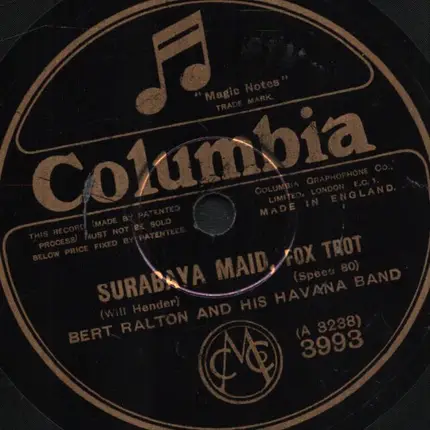 "Magic Notes"
TRADE MARK.
Columbia
THIS RECORD (MADE BY PATENTED
PROCESS) MUST NOT BE SOLD
BELOW PRICE FIXED BY PATENTEES.
COLUMBIA GRAPHOPHONE CO.,
LIMITED, LONDON E.C.1.
MADE IN ENGLAND.
SURABAYA MAID, FOX TROT
(Will Hender)
(Speed 80)
BERT RALTON AND HIS HAVANA BAND
(A 3238)
3993